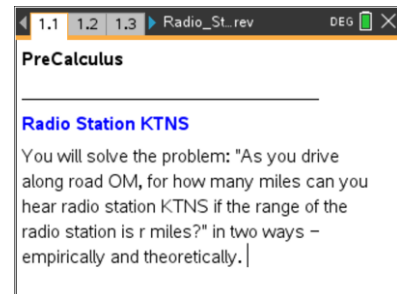 1.1 1.2 1.3 Radio_St...rev DEG
PreCalculus
Radio Station KTNS
You will solve the problem: "As you drive
along road OM, for how many miles can you
hear radio station KTNS if the range of the
radio station is r miles?" in two ways –
empirically and theoretically.